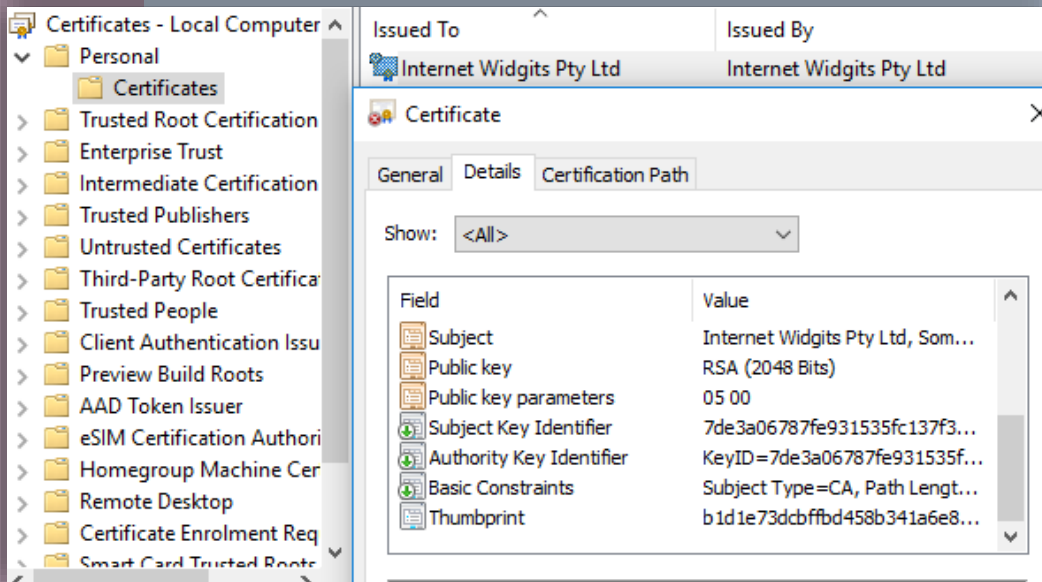 Certificates - Local Computer
Personal
Certificates
Trusted Root Certification
Enterprise Trust
Intermediate Certification
Trusted Publishers
Untrusted Certificates
Third-Party Root Certificat
Trusted People
Client Authentication Issu
Preview Build Roots
AAD Token Issuer
eSIM Certification Authori
Homegroup Machine Cer
Remote Desktop
Certificate Enrolment Req
Smart Card Trusted Roots
Issued To Issued By
Internet Widgits Pty Ltd Internet Widgits Pty Ltd
Certificate
General Details Certification Path
Show: <All>
Field Value
Subject Internet Widgits Pty Ltd, Som...
Public key RSA (2048 Bits)
Public key parameters 05 00
Subject Key Identifier 7de3a06787fe931535fc137f3...
Authority Key Identifier KeyID=7de3a06787fe931535f...
Basic Constraints Subject Type=CA, Path Lengt...
Thumbprint b1d1e73dcbffbd458b341a6e8...